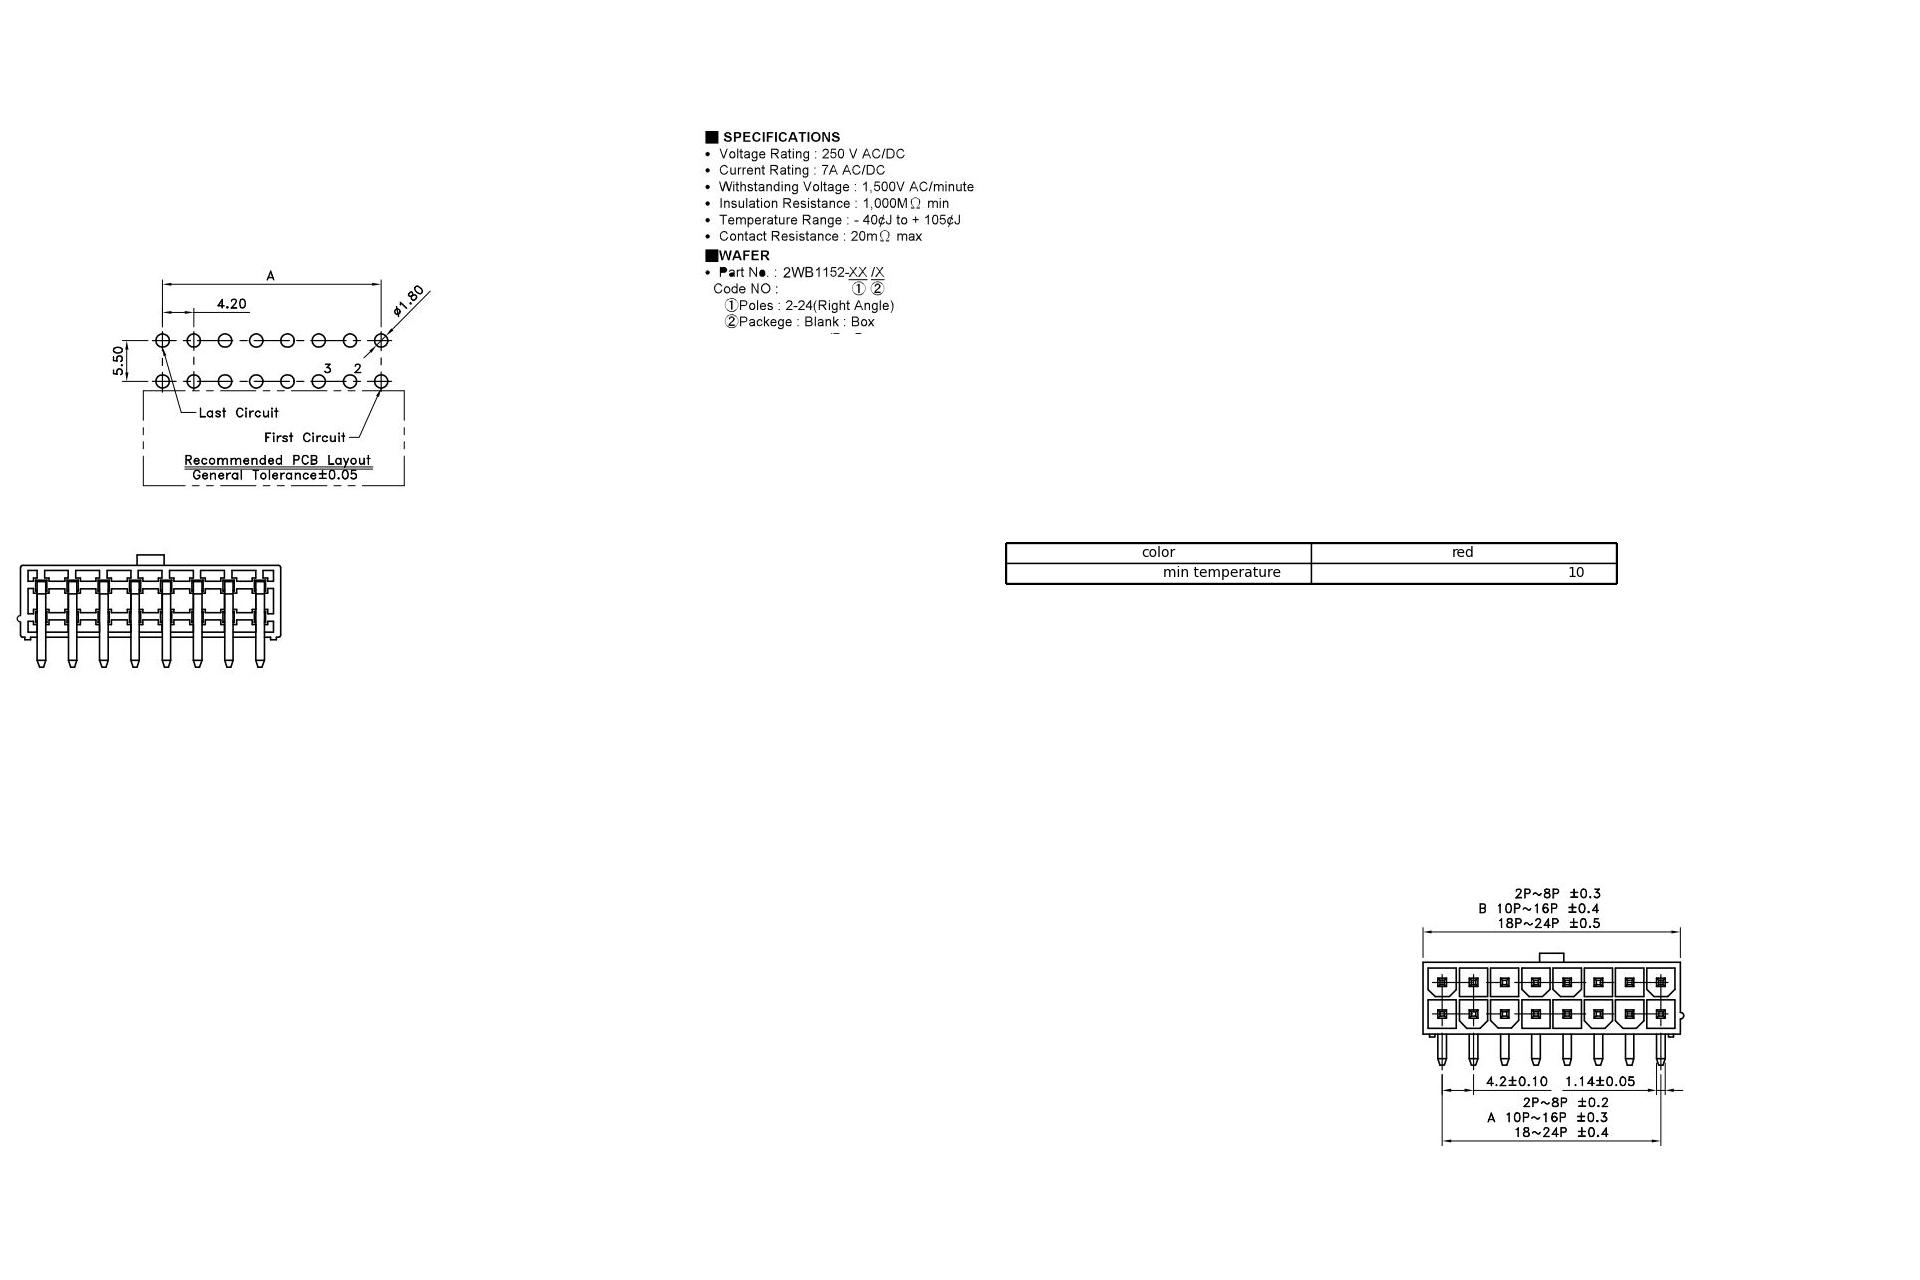 ■ SPECIFICATIONS
• Voltage Rating : 250 V AC/DC
• Current Rating : 7A AC/DC
• Withstanding Voltage : 1,500V AC/minute
• Insulation Resistance : 1,000MΩ min
• Temperature Range : - 40¢J to + 105¢J
• Contact Resistance : 20mΩ max
■WAFER
• Part No. : 2WB1152-XX /X
Code NO : ① ②
①Poles : 2-24(Right Angle)
②Packege : Blank : Box
A
4.20
ø1.80
5.50
3 2
Last Circuit
First Circuit
Recommended PCB Layout
General Tolerance±0.05
color red
min temperature 10
2P~8P ±0.3
B 10P~16P ±0.4
18P~24P ±0.5
4.2±0.10 1.14±0.05
2P~8P ±0.2
A 10P~16P ±0.3
18~24P ±0.4